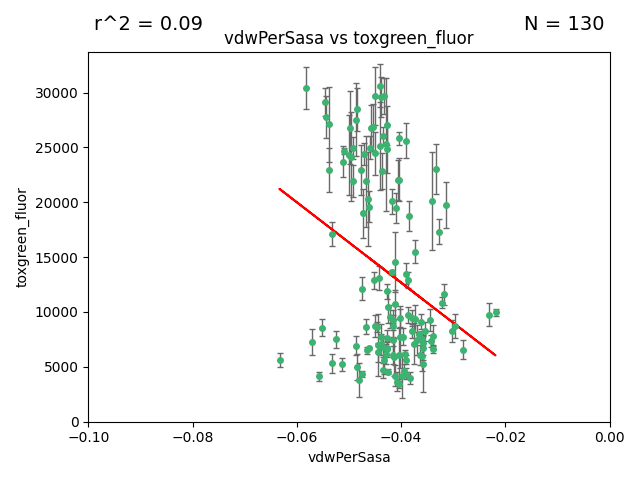 r^2 = 0.09
N = 130
vdwPerSasa vs toxgreen_fluor
30000
25000
20000
15000
10000
5000
0
toxgreen_fluor
−0.10
−0.08
−0.06
−0.04
−0.02
0.00
vdwPerSasa